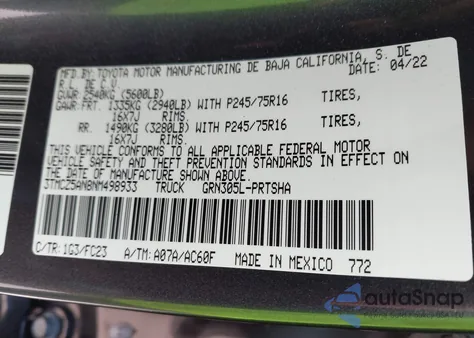 MFD.BY: TOYOTA MOTOR MANUFACTURING DE BAJA CALIFORNIA, S. DE
R.L. DE C.V. DATE: 04/22
GVWR: 2540KG (5600LB)
GAWR: FRT. 1335KG (2940LB) WITH P245/75R16 TIRES,
16X7J RIMS.
RR. 1490KG (3280LB) WITH P245/75R16 TIRES,
16X7J RIMS.
THIS VEHICLE CONFORMS TO ALL APPLICABLE FEDERAL MOTOR
VEHICLE SAFETY AND THEFT PREVENTION STANDARDS IN EFFECT ON
THE DATE OF MANUFACTURE SHOWN ABOVE.
3TMCZ5AN8NM498933 TRUCK GRN305L-PRTSHA
C/TR: 1G3/FC23 A/TM: A07A/AC60F MADE IN MEXICO 772
autoSnap